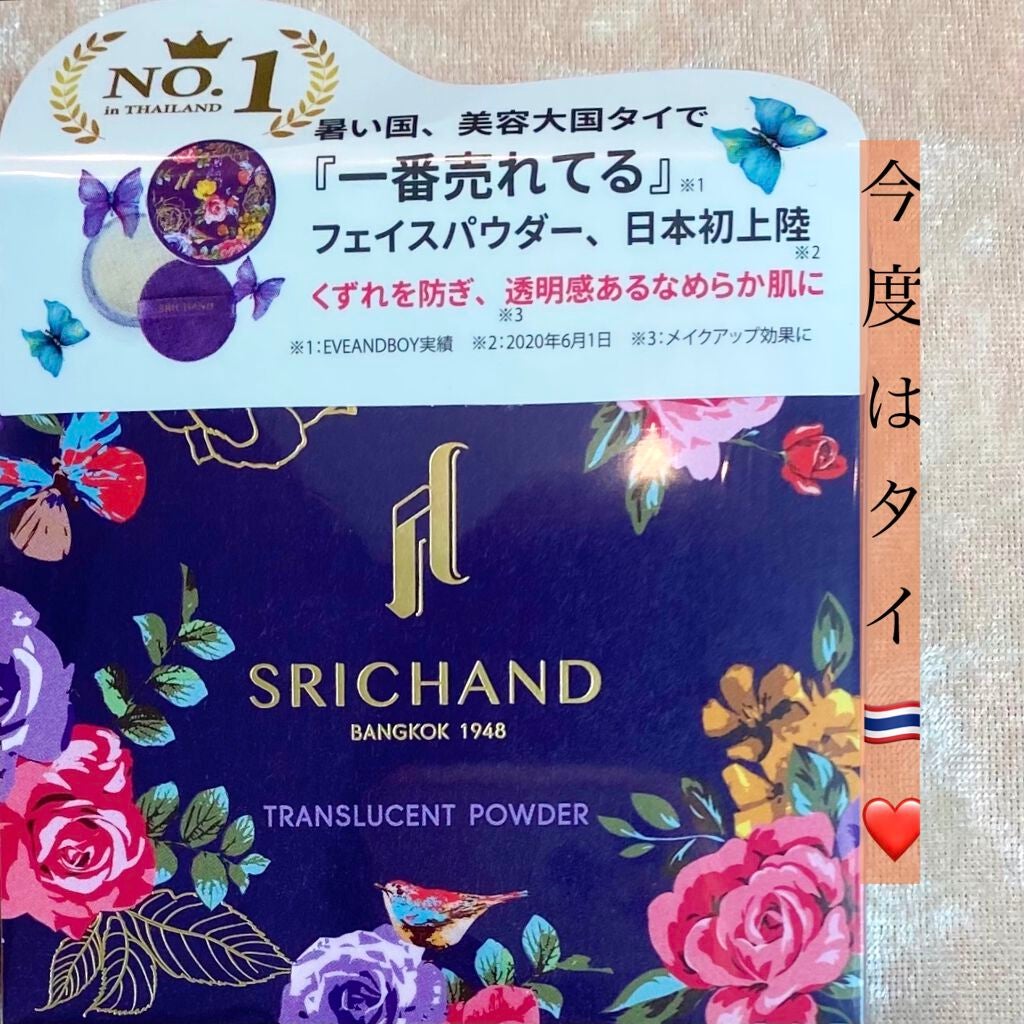 NO.1
in THAILAND
暑い国、美容大国タイで
『一番売れてる』※1
フェイスパウダー、日本初上陸
※2
くずれを防ぎ、透明感あるなめらか肌に
※3
※1：EVEANDBOY実績 ※2：2020年6月1日 ※3：メイクアップ効果に
SRICHAND
SRICHAND
BANGKOK 1948
TRANSLUCENT POWDER
今度はタイ🇹🇭❤️